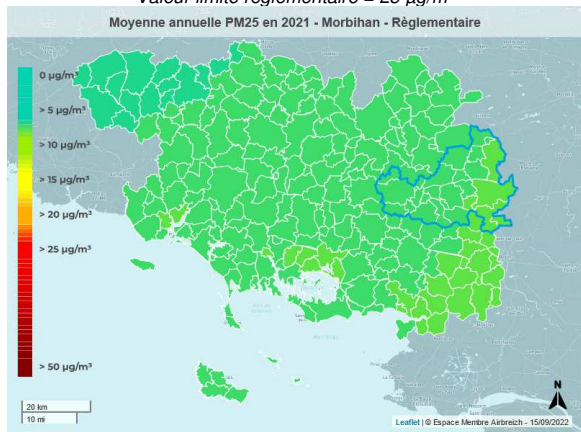 Valeur limite règlementaire = 25 µg/m³
Moyenne annuelle PM25 en 2021 - Morbihan - Règlementaire
0 µg/m³
> 5 µg/m³
> 10 µg/m³
> 15 µg/m³
> 20 µg/m³
> 25 µg/m³
> 50 µg/m³
20 km
10 mi
N
Leaflet | © Espace Membre Airbreizh - 15/09/2022